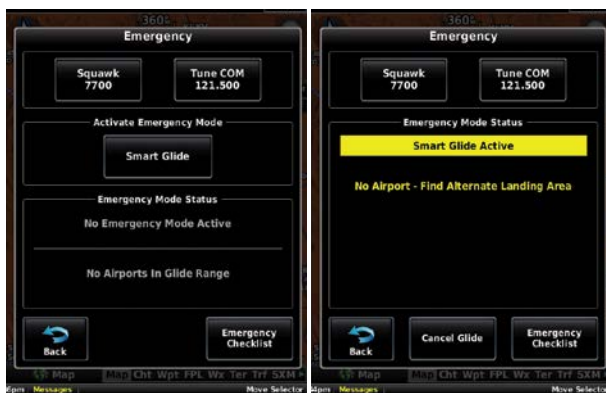 360°
Emergency
Squawk
7700
Tune COM
121.500
Activate Emergency Mode
Smart Glide
Emergency Mode Status
No Emergency Mode Active
No Airports In Glide Range
Back
Emergency
Checklist
Map
Map Cht Wpt FPL Wx Ter Trf SXM
Messages
Move Selector
360°
Emergency
Squawk
7700
Tune COM
121.500
Emergency Mode Status
Smart Glide Active
No Airport - Find Alternate Landing Area
Back
Cancel Glide
Emergency
Checklist
Map
Map Cht Wpt FPL Wx Ter Trf SXM
Messages
Move Selector